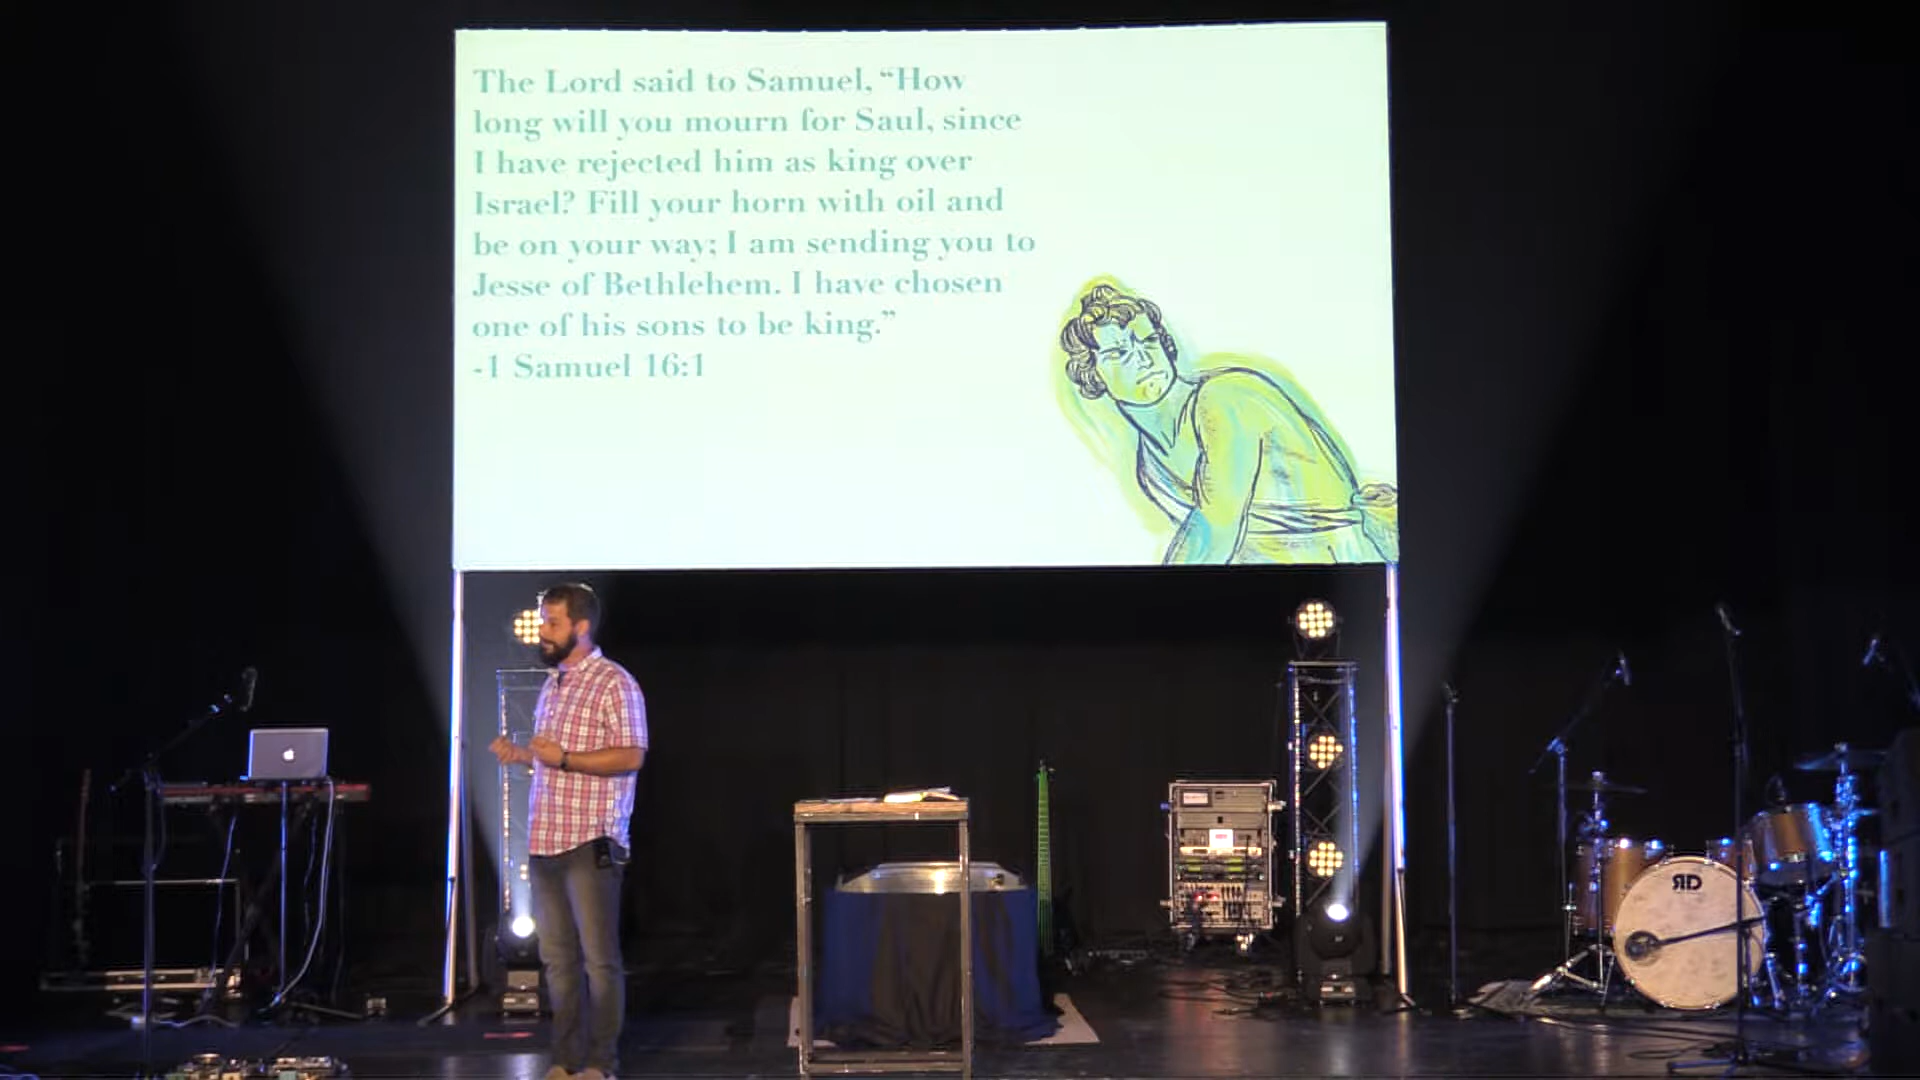 The Lord said to Samuel, “How
long will you mourn for Saul, since
I have rejected him as king over
Israel? Fill your horn with oil and
be on your way; I am sending you to
Jesse of Bethlehem. I have chosen
one of his sons to be king.”
-1 Samuel 16:1
RD